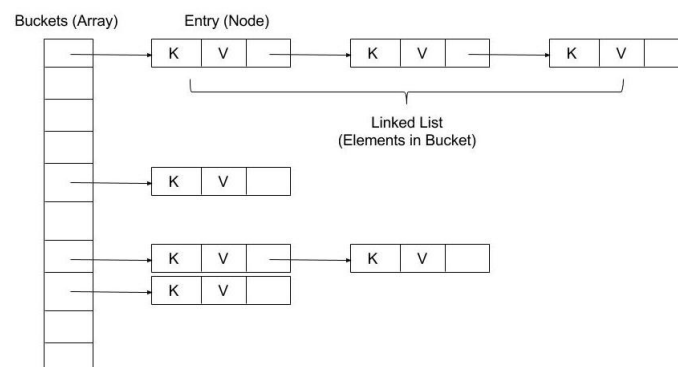 Buckets (Array) Entry (Node)
K V K V K V
Linked List
(Elements in Bucket)
K V
K V K V
K V